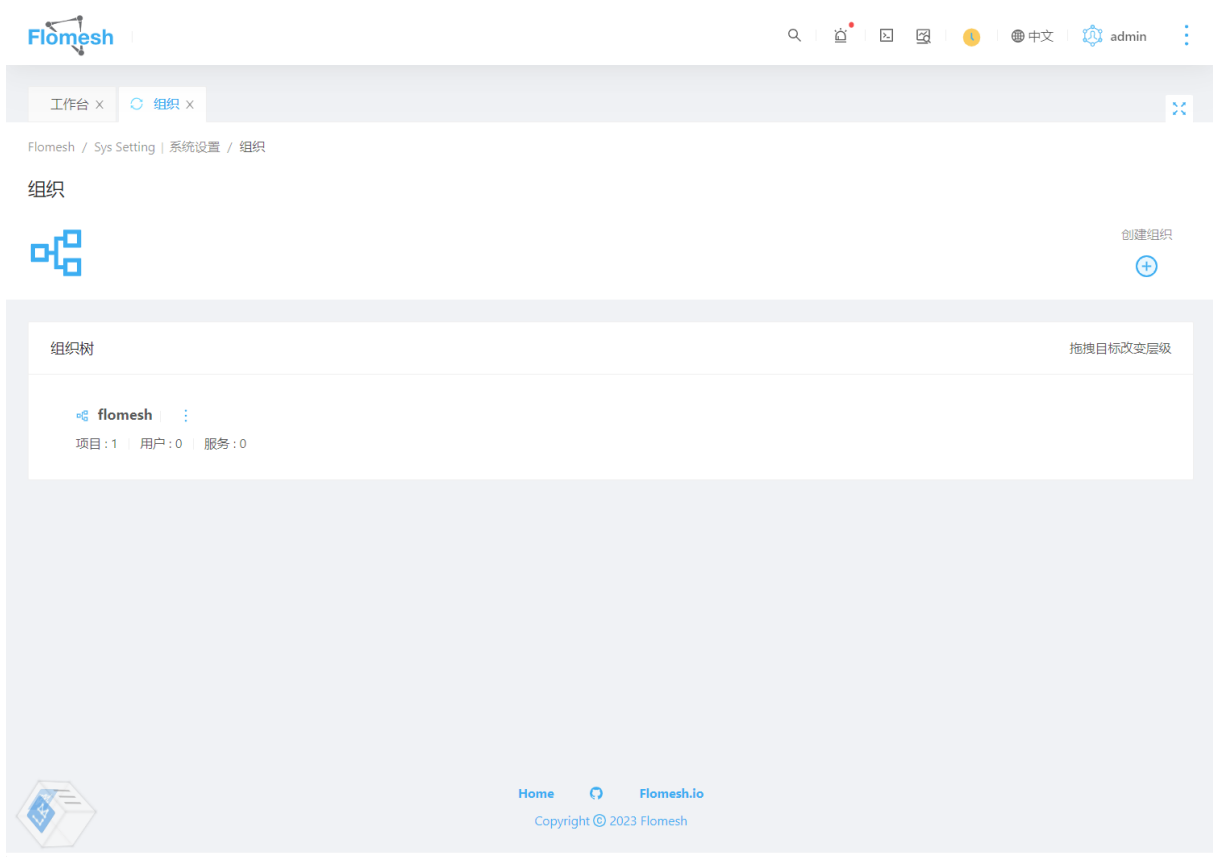 Flomesh
中文 admin
工作台 X 组织 X
Flomesh / Sys Setting | 系统设置 / 组织
组织
创建组织
组织树 拖拽目标改变层级
flomesh
项目 : 1 用户 : 0 服务 : 0
Home Flomesh.io
Copyright © 2023 Flomesh